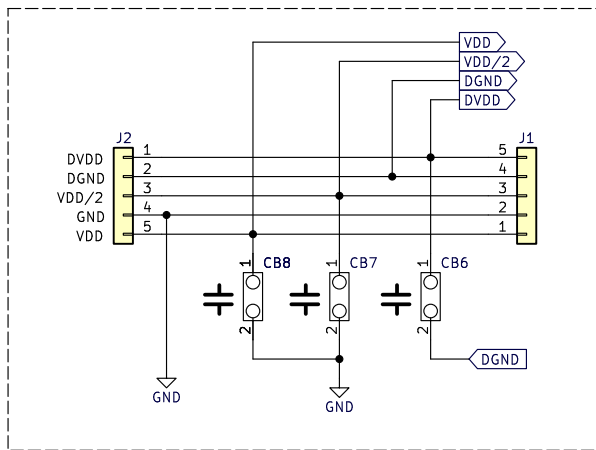 VDD
VDD/2
DGND
DVDD
J2 J1
DVDD 1 5
DGND 2 4
VDD/2 3 3
GND 4 2
VDD 5 1
1 CB8 1 CB7 1 CB6
2 2 2
DGND
GND GND